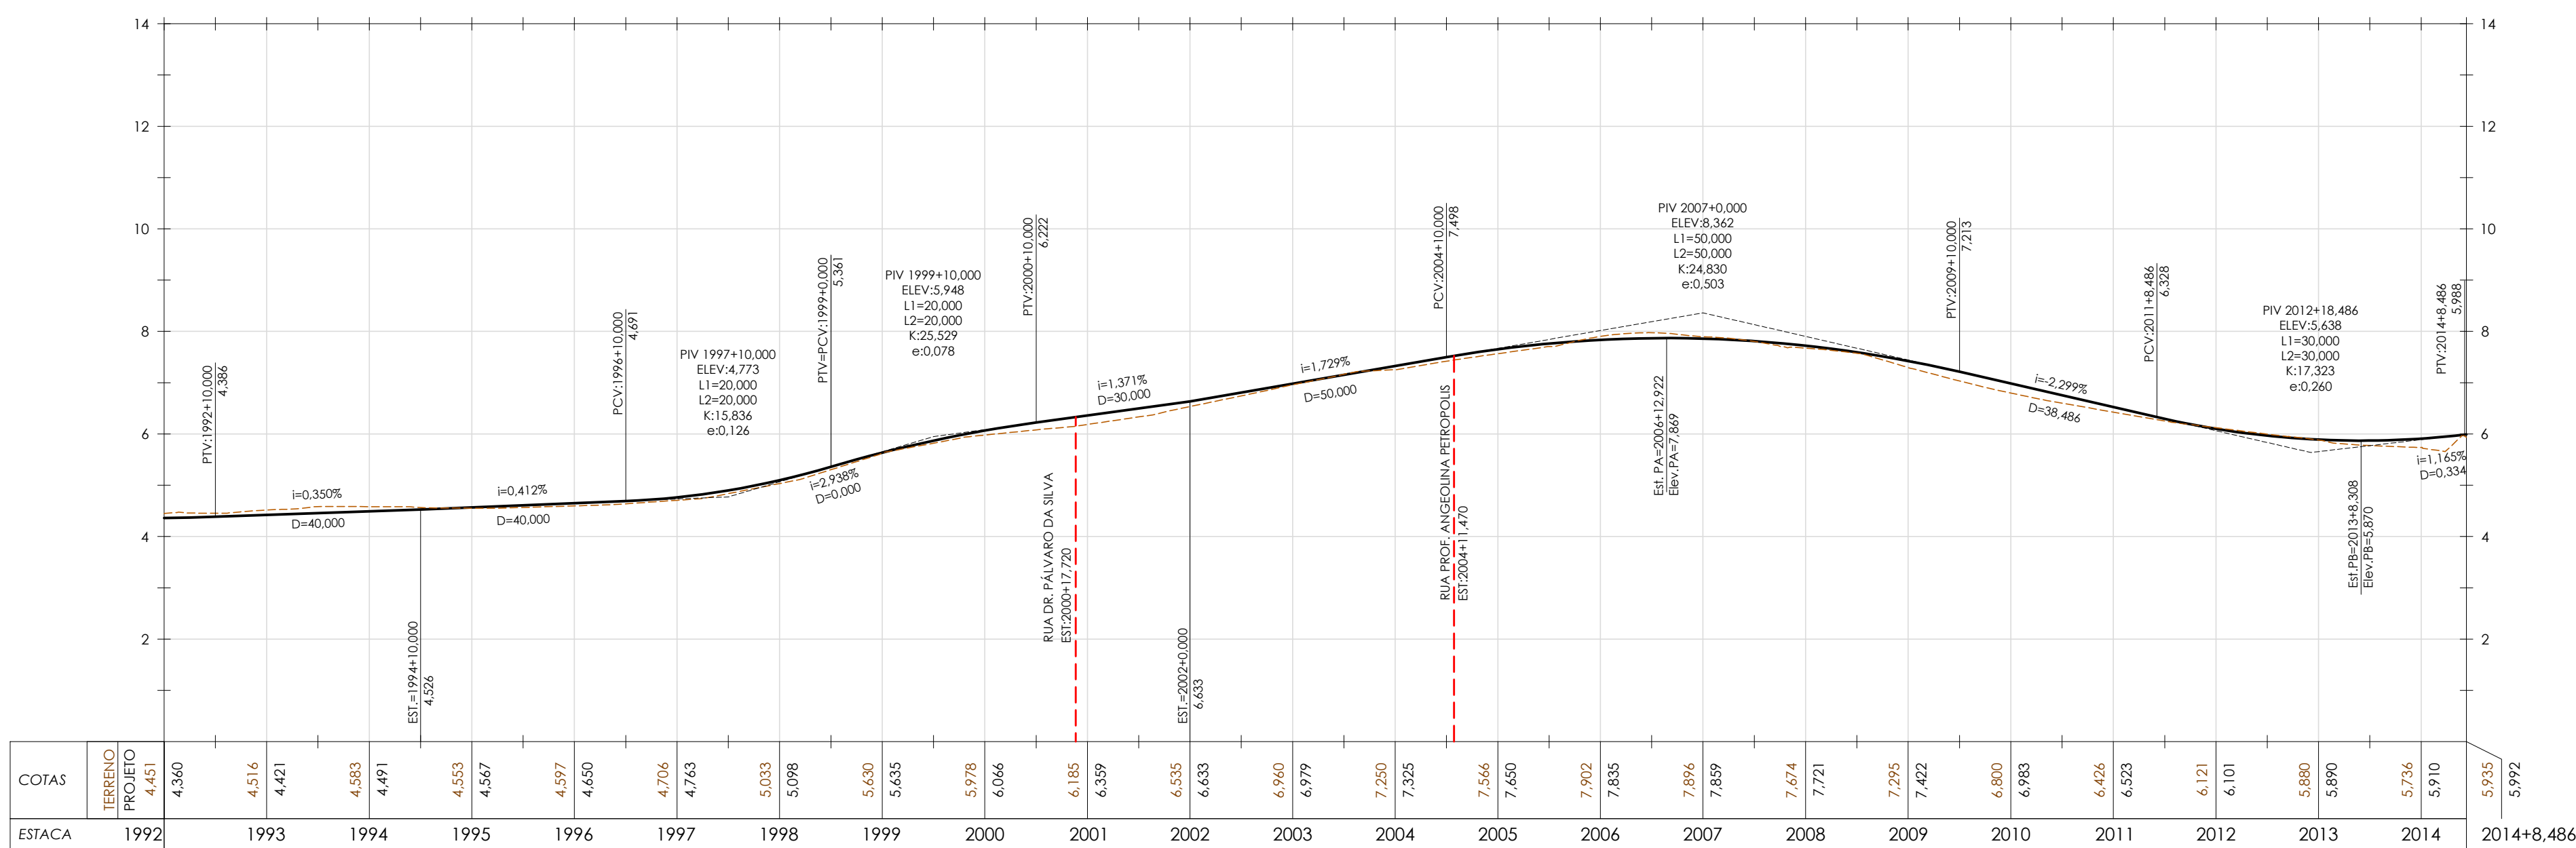 14
12
10
8
6
4
2
14
12
10
8
6
4
2
PTV:1992+10,000
4,386
i=0,350%
D=40,000
EST.=1994+10,000
4,526
i=0,412%
D=40,000
PCV:1996+10,000
4,691
PIV 1997+10,000
ELEV:4,773
L1=20,000
L2=20,000
K:15,836
e:0,126
PTV=PCV:1999+0,000
5,361
i=2,938%
D=0,000
PIV 1999+10,000
ELEV:5,948
L1=20,000
L2=20,000
K:25,529
e:0,078
PTV:2000+10,000
6,222
RUA DR. PÁLVARO DA SILVA
EST:2000+17,720
i=1,371%
D=30,000
EST.=2002+0,000
6,633
i=1,729%
D=50,000
PCV:2004+10,000
7,498
RUA PROF. ANGEOLINA PETROPOLIS
EST:2004+11,470
PIV 2007+0,000
ELEV:8,362
L1=50,000
L2=50,000
K:24,830
e:0,503
Est. PA=2006+12,922
Elev.PA=7,869
PTV:2009+10,000
7,213
i=-2,299%
D=38,486
PCV:2011+8,486
6,328
PIV 2012+18,486
ELEV:5,638
L1=30,000
L2=30,000
K:17,323
e:0,260
Est.PB=2013+8,308
Elev.PB=5,870
PTV:2014+8,486
5,988
i=1,165%
D=0,334
COTAS
TERRENO
PROJETO
4,451 4,360
4,516 4,421
4,583 4,491
4,553 4,567
4,597 4,650
4,706 4,763
5,033 5,098
5,630 5,635
5,978 6,066
6,185 6,359
6,535 6,633
6,960 6,979
7,250 7,325
7,566 7,650
7,902 7,835
7,896 7,859
7,674 7,721
7,295 7,422
6,800 6,983
6,426 6,523
6,121 6,101
5,880 5,890
5,736 5,910
5,935 5,992
ESTACA 1992 1993 1994 1995 1996 1997 1998 1999 2000 2001 2002 2003 2004 2005 2006 2007 2008 2009 2010 2011 2012 2013 2014 2014+8,486